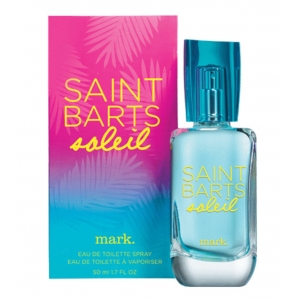 SAINT
BARTS
soleil
mark.
EAU DE TOILETTE SPRAY
EAU DE TOILETTE À VAPORISER
50 ml 1.7 FL OZ
SAINT
BARTS
soleil
mark.